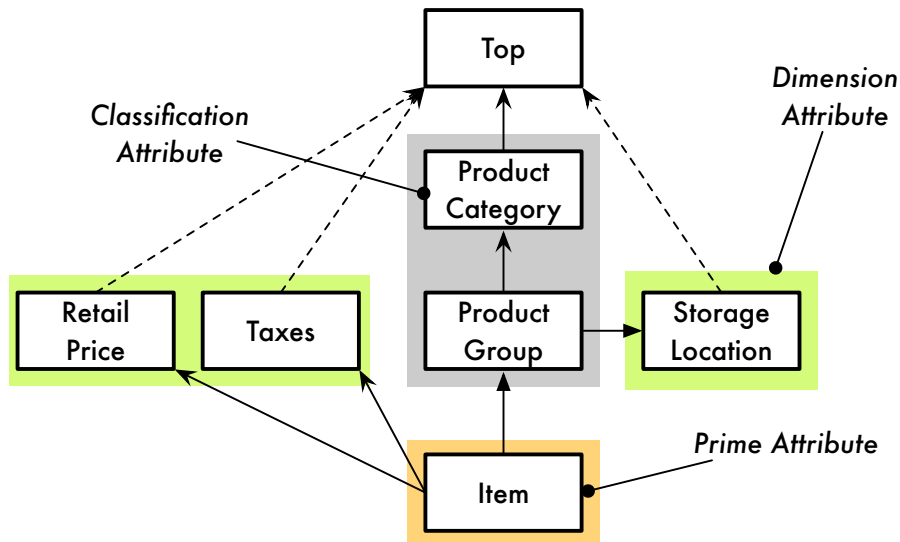 Top
Dimension
Attribute
Classification
Attribute
Product
Category
Retail
Price
Taxes
Product
Group
Storage
Location
Prime Attribute
Item